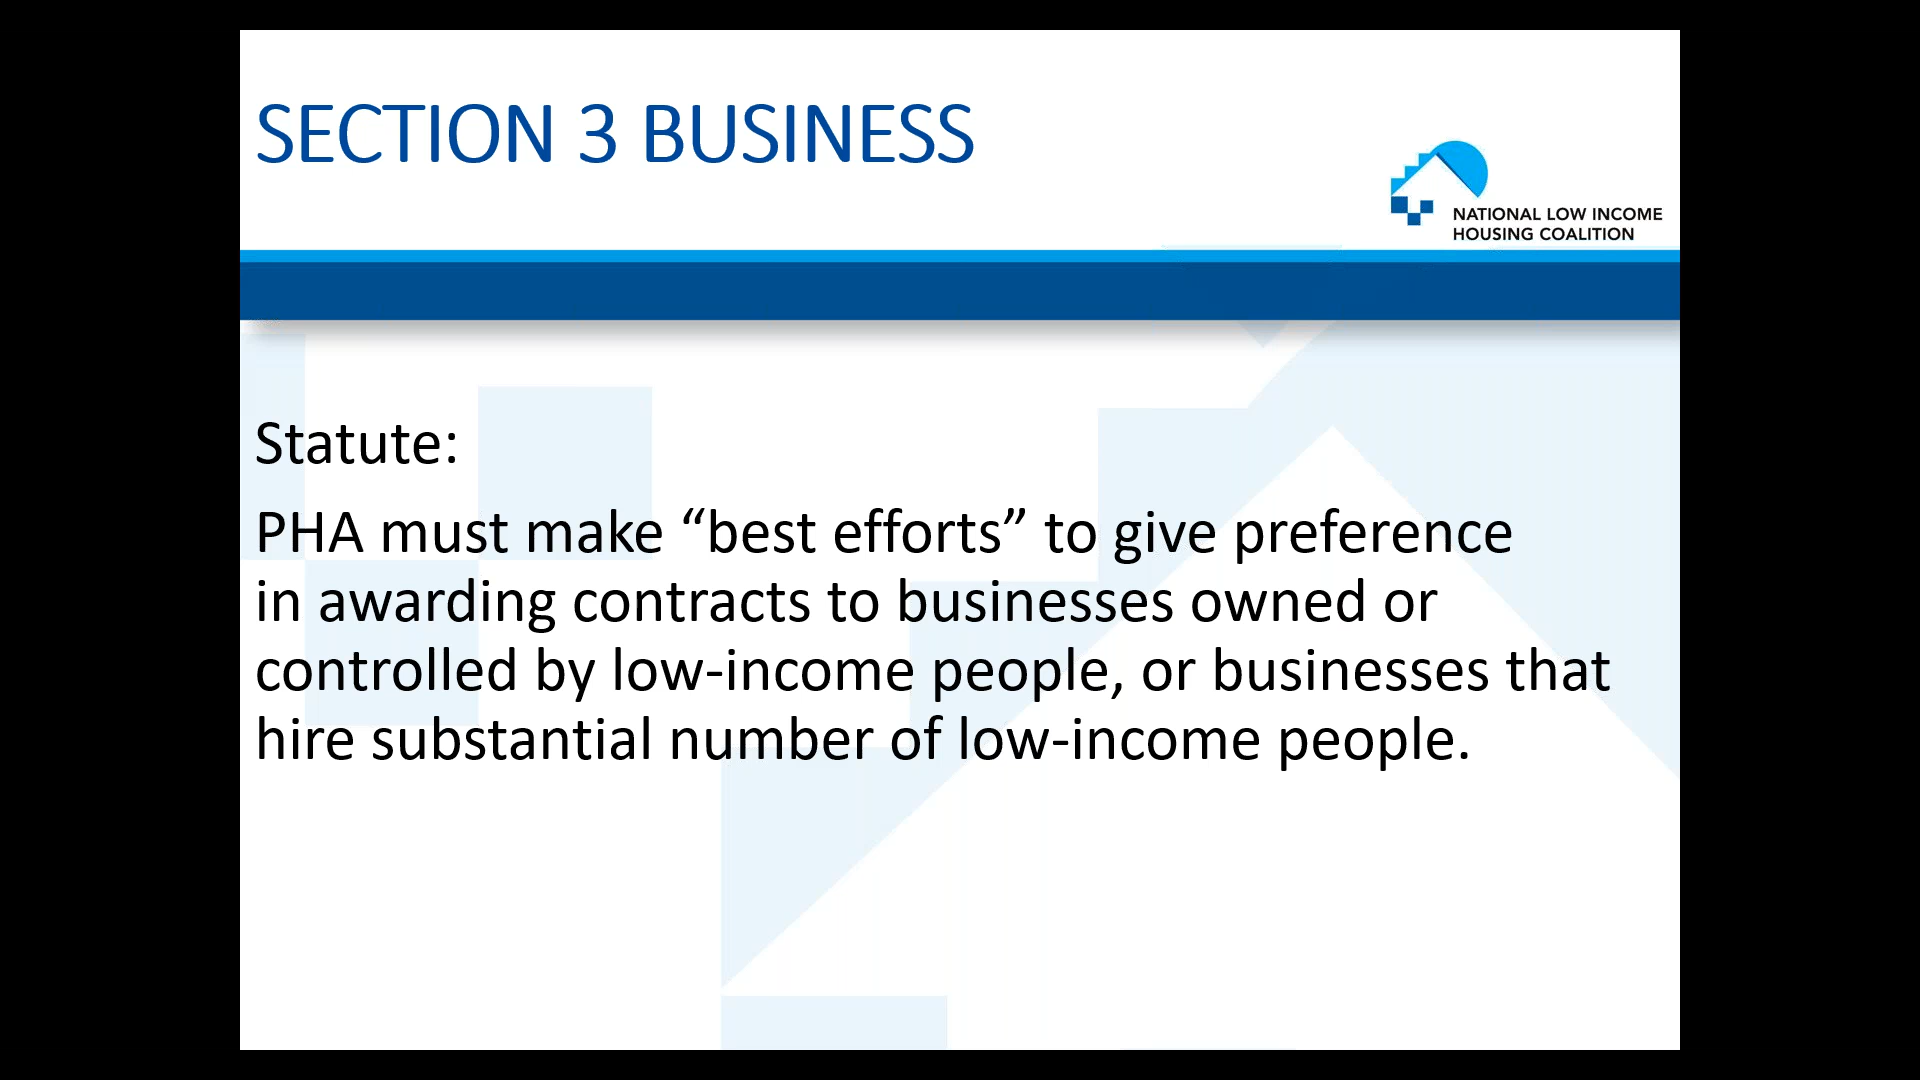 SECTION 3 BUSINESS
NATIONAL LOW INCOME
HOUSING COALITION
Statute:
PHA must make “best efforts” to give preference
in awarding contracts to businesses owned or
controlled by low-income people, or businesses that
hire substantial number of low-income people.